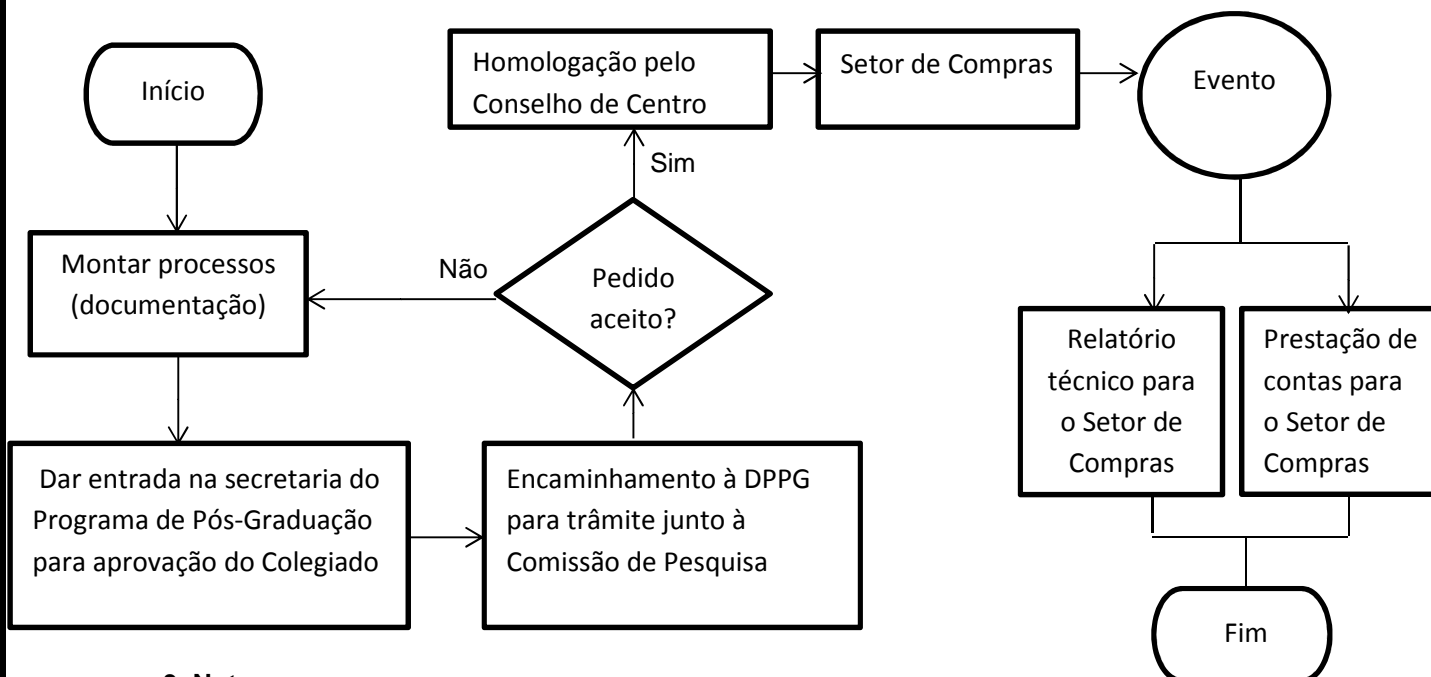 Início
Montar processos
(documentação)
Dar entrada na secretaria do
Programa de Pós-Graduação
para aprovação do Colegiado
Encaminhamento à DPPG
para trâmite junto à
Comissão de Pesquisa
Pedido
aceito?
Não
Sim
Homologação pelo
Conselho de Centro
Setor de Compras
Evento
Relatório
técnico para
o Setor de
Compras
Prestação de
contas para
o Setor de
Compras
Fim